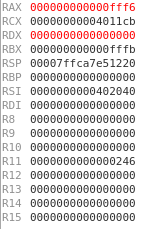 RAX 000000000000fff6
RCX 00000000004011cb
RDX 0000000000000000
RBX 000000000000fffb
RSP 00007ffca7e51220
RBP 0000000000000000
RSI 0000000000402040
RDI 0000000000000000
R8 0000000000000000
R9 0000000000000000
R10 0000000000000000
R11 0000000000000246
R12 0000000000000000
R13 0000000000000000
R14 0000000000000000
R15 0000000000000000